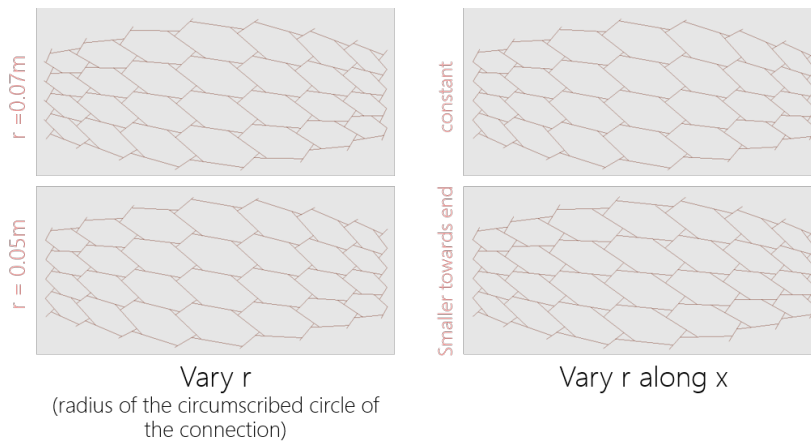 r =0.07m
constant
r = 0.05m
Smaller towards end
Vary r
(radius of the circumscribed circle of
the connection)
Vary r along x